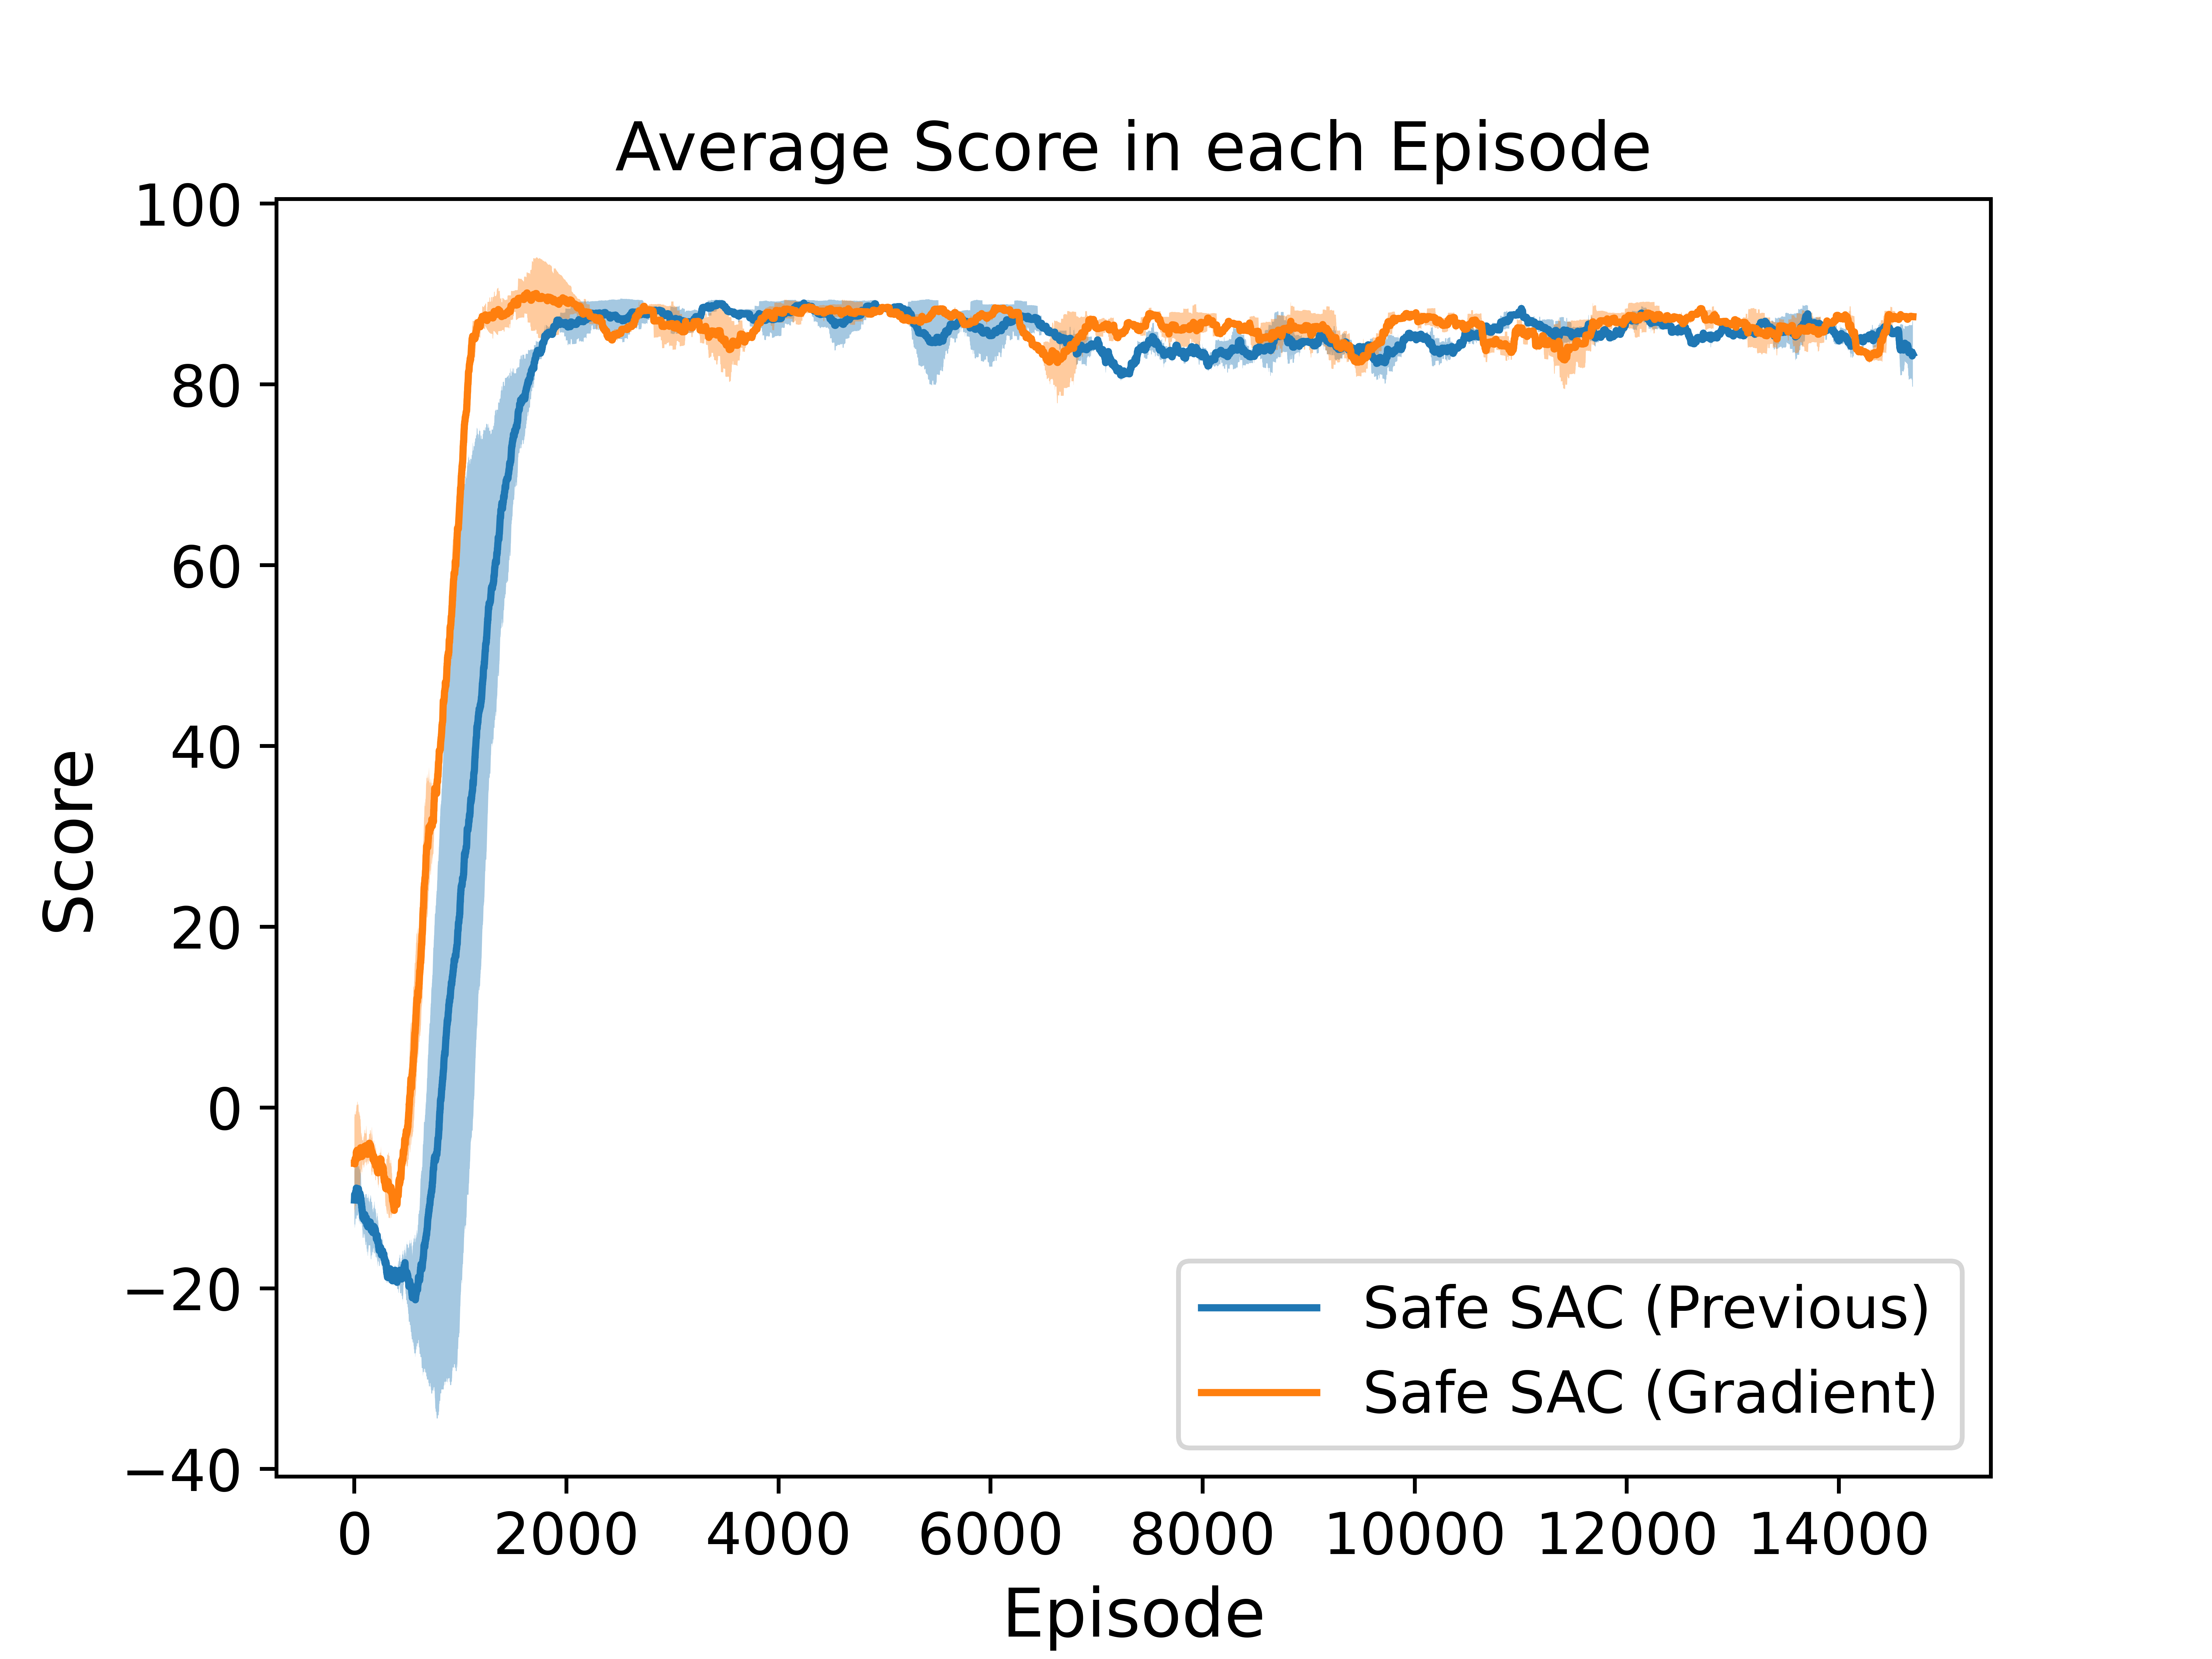 Average Score in each Episode
100
80
60
40
20
0
−20
−40
Score
0 2000 4000 6000 8000 10000 12000 14000
Episode
Safe SAC (Previous)
Safe SAC (Gradient)